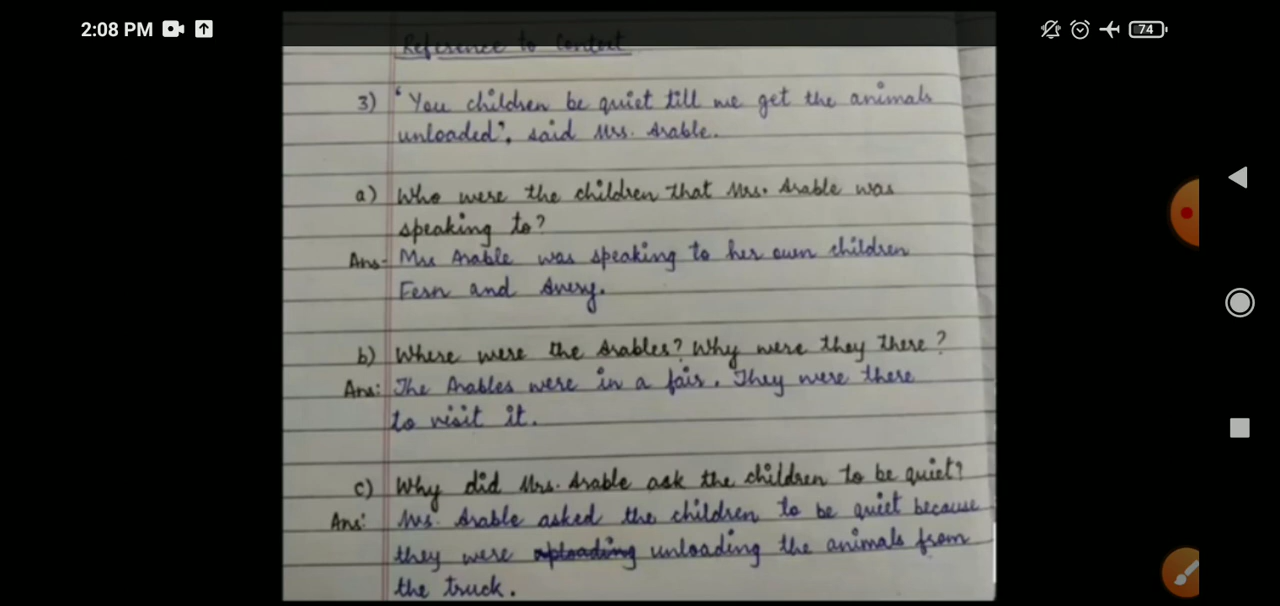 2:08 PM
74
Reference to Context
3) "You children be quiet till we get the animals
unloaded", said Mrs. Arable.
a) Who were the children that Mrs. Arable was
speaking to?
Ans- Mrs Arable was speaking to her own children
Fern and Avery.
b) Where were the Arables? Why were they there?
Ans: The Arables were in a fair. They were there
to visit it.
c) Why did Mrs. Arable ask the children to be quiet?
Ans: Mrs. Arable asked the children to be quiet because
they were uploading unloading the animals from
the truck.